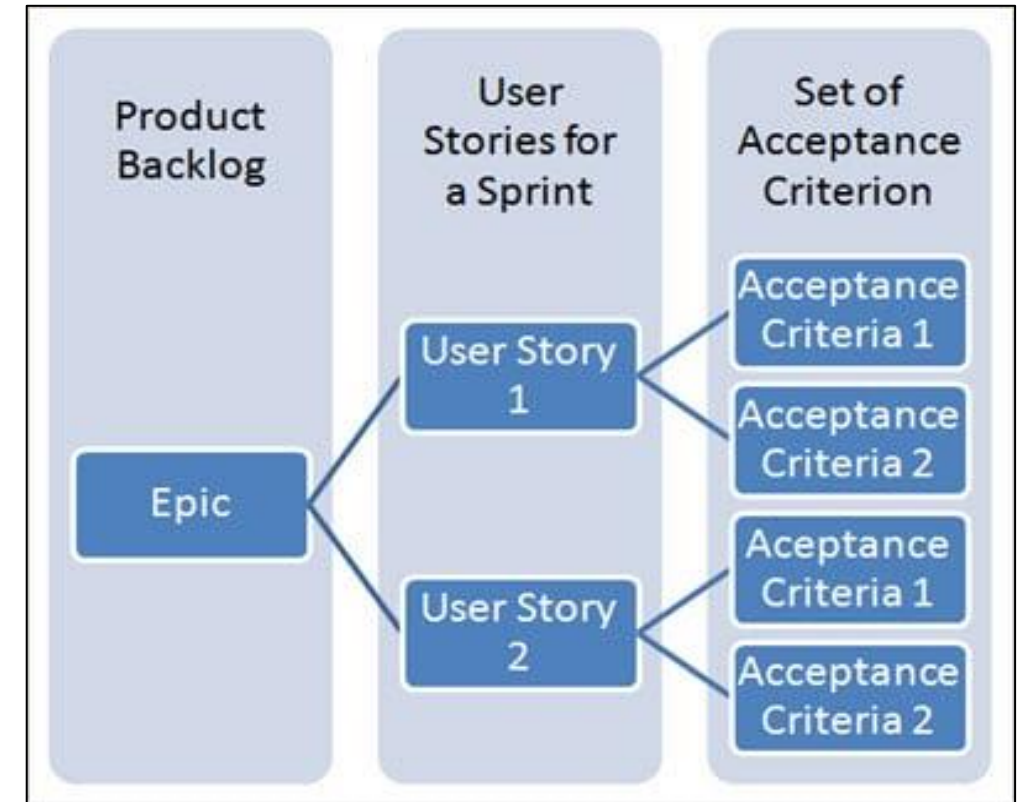 Product
Backlog
User
Stories for
a Sprint
Set of
Acceptance
Criterion
Epic
User Story
1
User Story
2
Acceptance
Criteria 1
Acceptance
Criteria 2
Aceptance
Criteria 1
Acceptance
Criteria 2